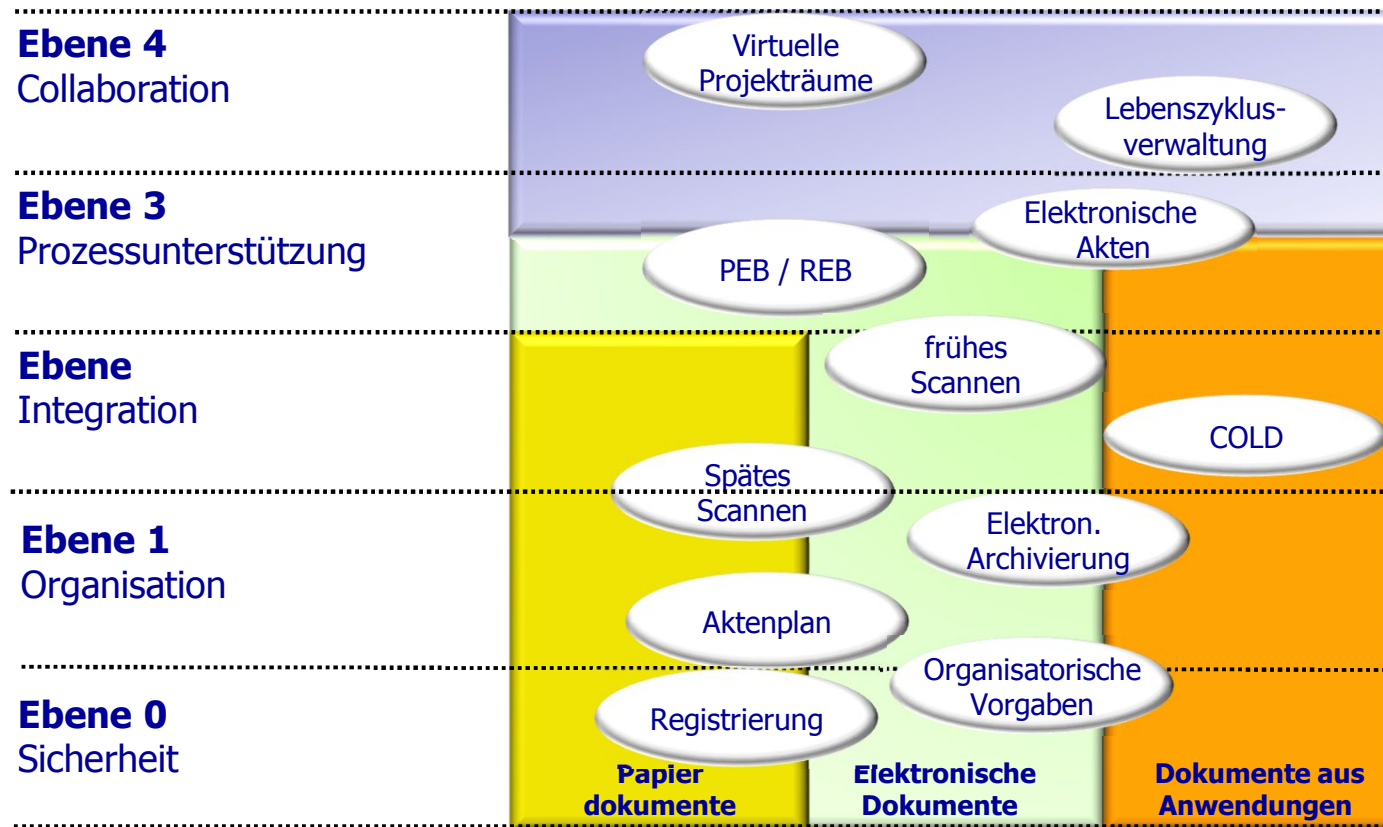 Ebene 4
Collaboration
Virtuelle
Projekträume
Lebenszyklus-
verwaltung
Ebene 3
Prozessunterstützung
Elektronische
Akten
PEB / REB
Ebene
Integration
frühes
Scannen
COLD
Spätes
Scannen
Ebene 1
Organisation
Elektron.
Archivierung
Aktenplan
Ebene 0
Sicherheit
Organisatorische
Vorgaben
Registrierung
Papier
dokumente
Elektronische
Dokumente
Dokumente aus
Anwendungen